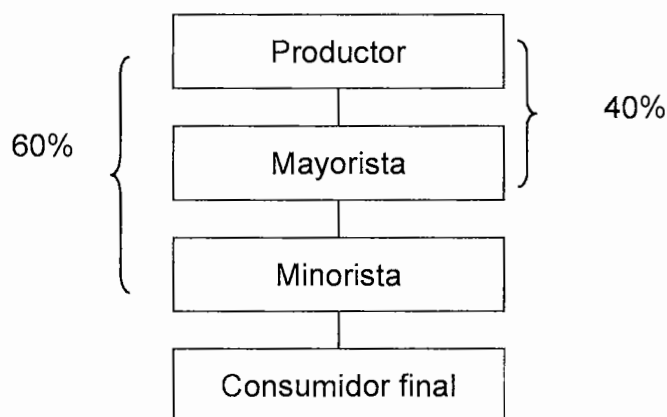 Productor
40%
60%
Mayorista
Minorista
Consumidor final